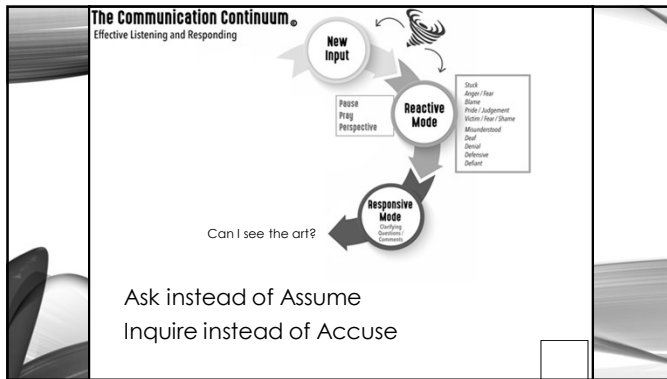 The Communication Continuum®
Effective Listening and Responding
New
Input
Pause
Pray
Perspective
Reactive
Mode
Stuck
Anger / Fear
Blame
Pride / Judgement
Victim / Fear / Shame
Misunderstood
Deaf
Denial
Defensive
Defiant
Responsive
Mode
Clarifying
Questions /
Comments
Can I see the art?
Ask instead of Assume
Inquire instead of Accuse